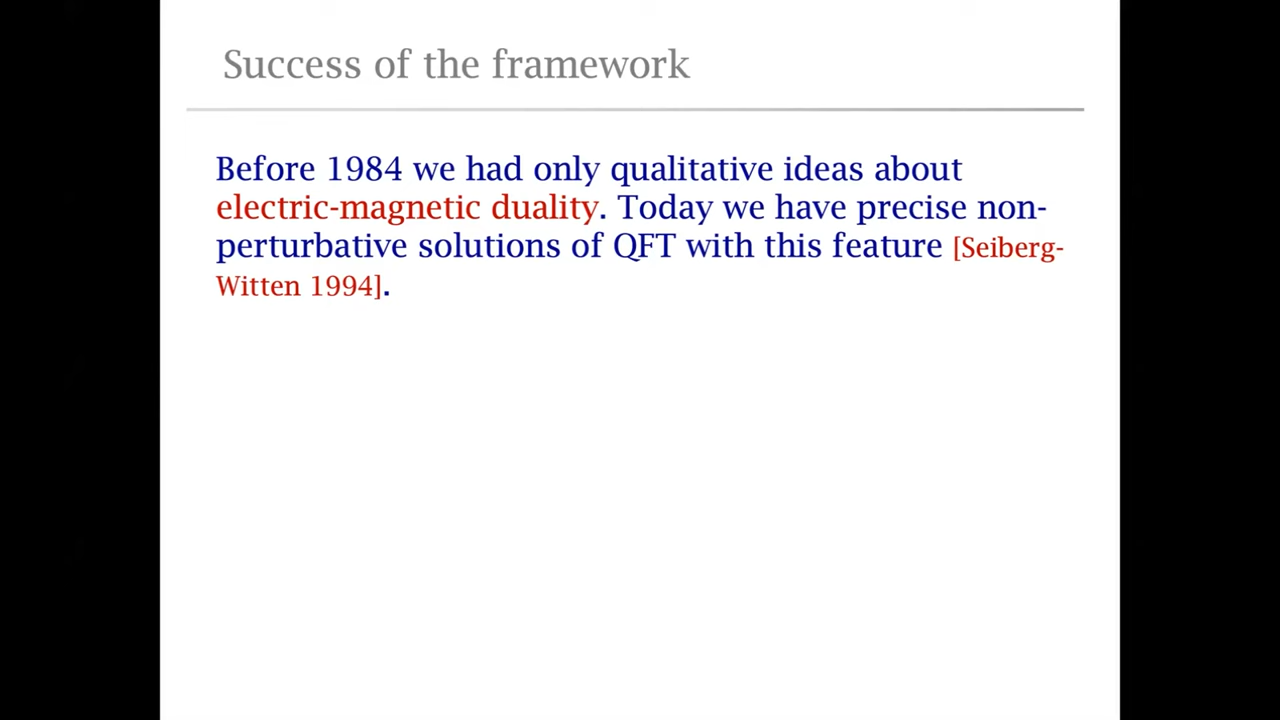 Success of the framework
Before 1984 we had only qualitative ideas about
electric-magnetic duality. Today we have precise non-
perturbative solutions of QFT with this feature [Seiberg-
Witten 1994].